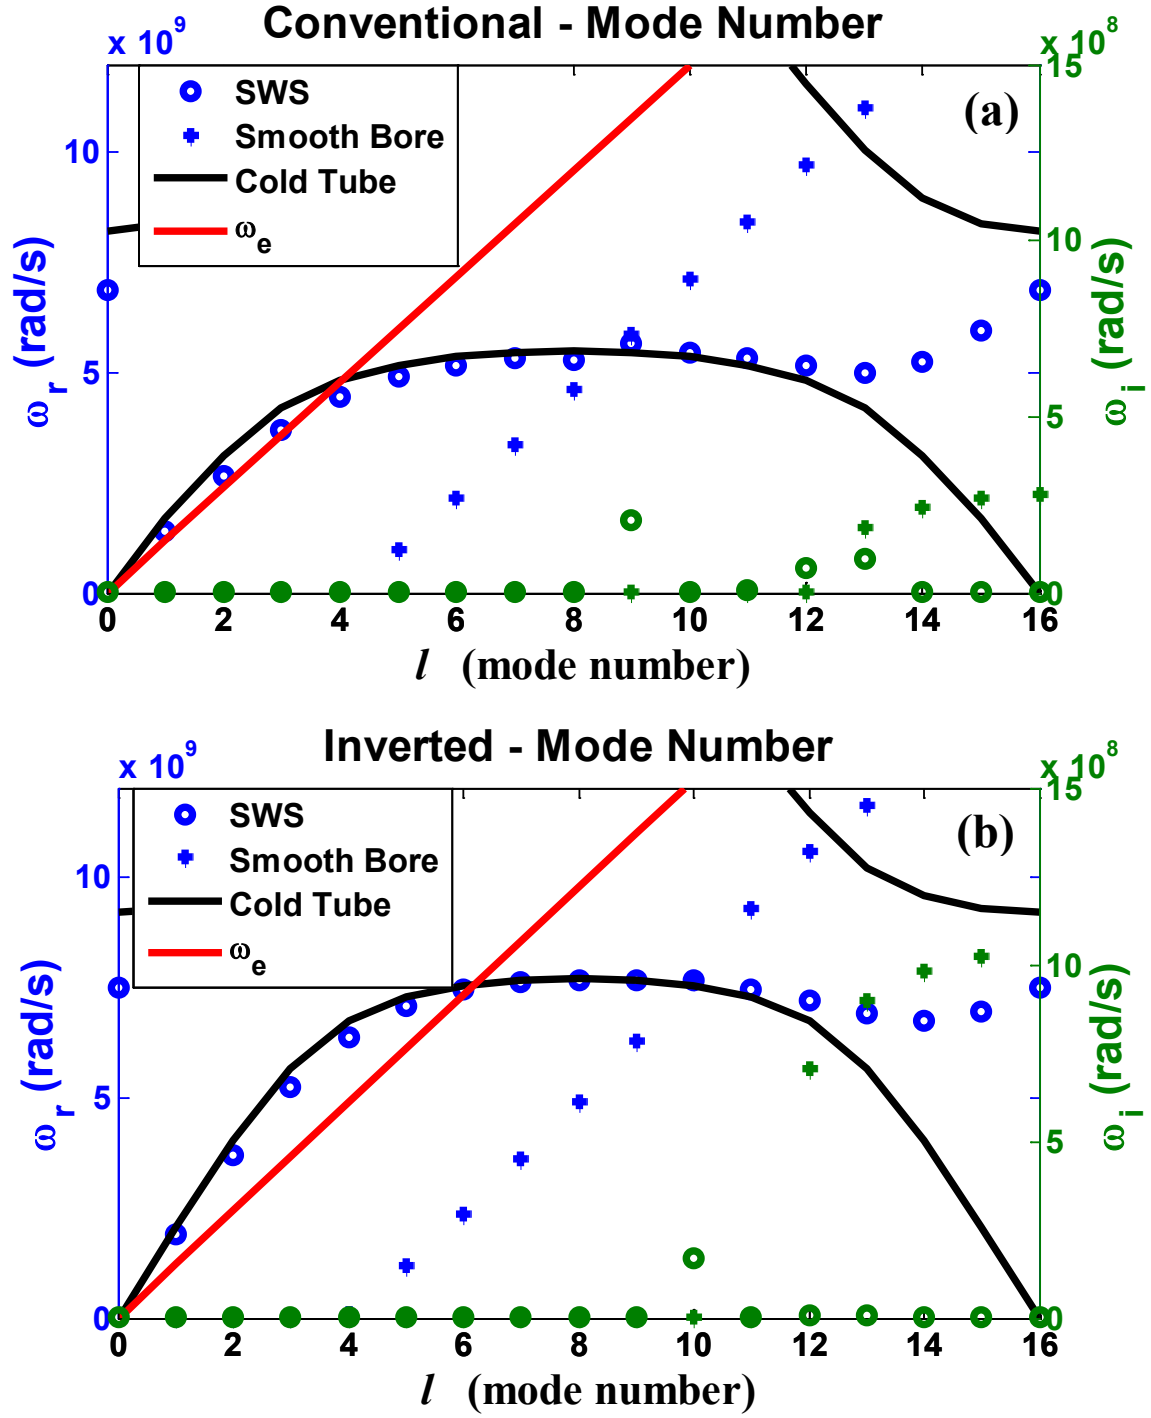 Conventional - Mode Number
x 10^9
x 10^8
SWS
Smooth Bore
Cold Tube
ω_e
(a)
15
10
10
5
5
0
0
ω_r (rad/s)
ω_i (rad/s)
0 2 4 6 8 10 12 14 16
l (mode number)
Inverted - Mode Number
x 10^9
x 10^8
SWS
Smooth Bore
Cold Tube
ω_e
(b)
15
10
10
5
5
0
0
ω_r (rad/s)
ω_i (rad/s)
0 2 4 6 8 10 12 14 16
l (mode number)